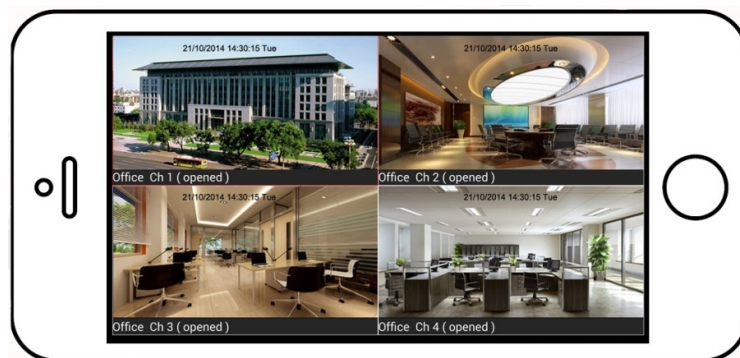 21/10/2014 14:30:15 Tue
21/10/2014 14:30:15 Tue
Office Ch 1 ( opened )
Office Ch 2 ( opened )
21/10/2014 14:30:15 Tue
21/10/2014 14:30:15 Tue
Office Ch 3 ( opened )
Office Ch 4 ( opened )